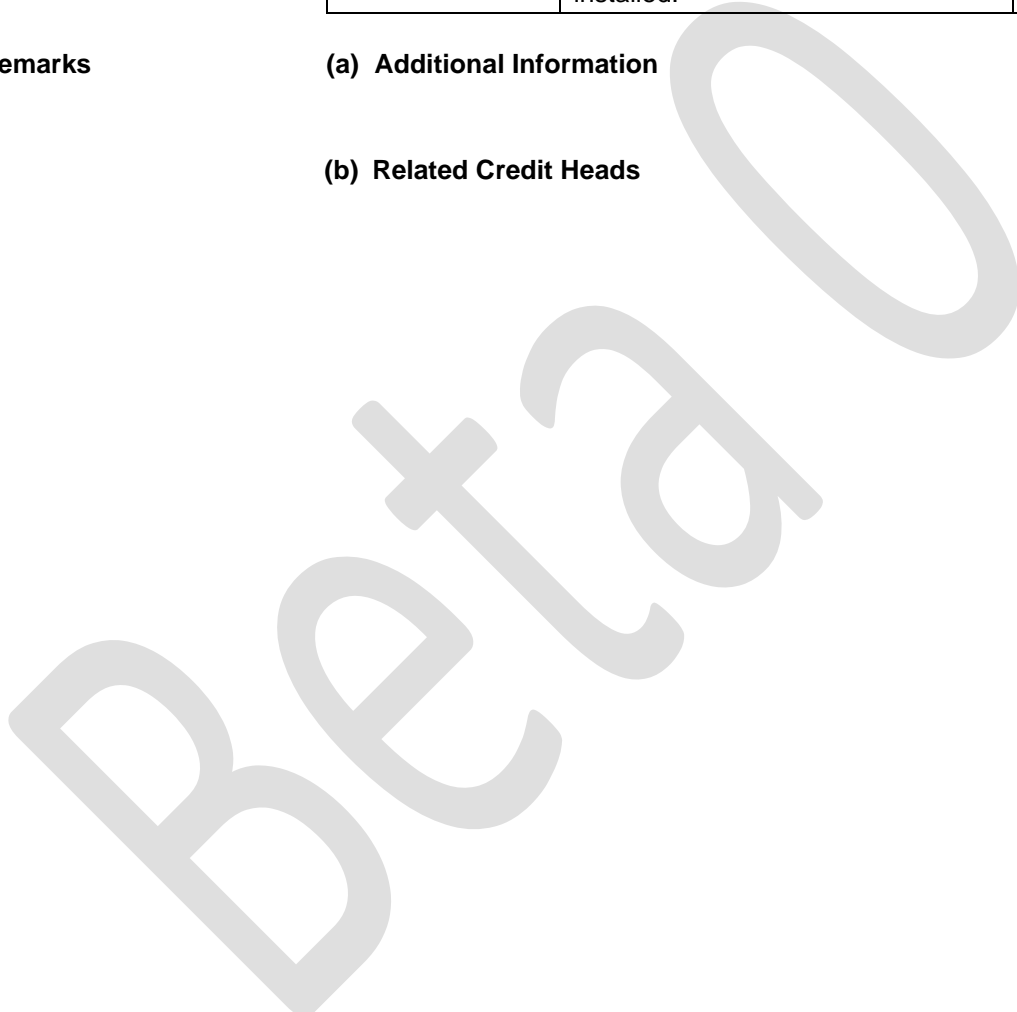 installed.
emarks
(a) Additional Information
(b) Related Credit Heads
Beta 0